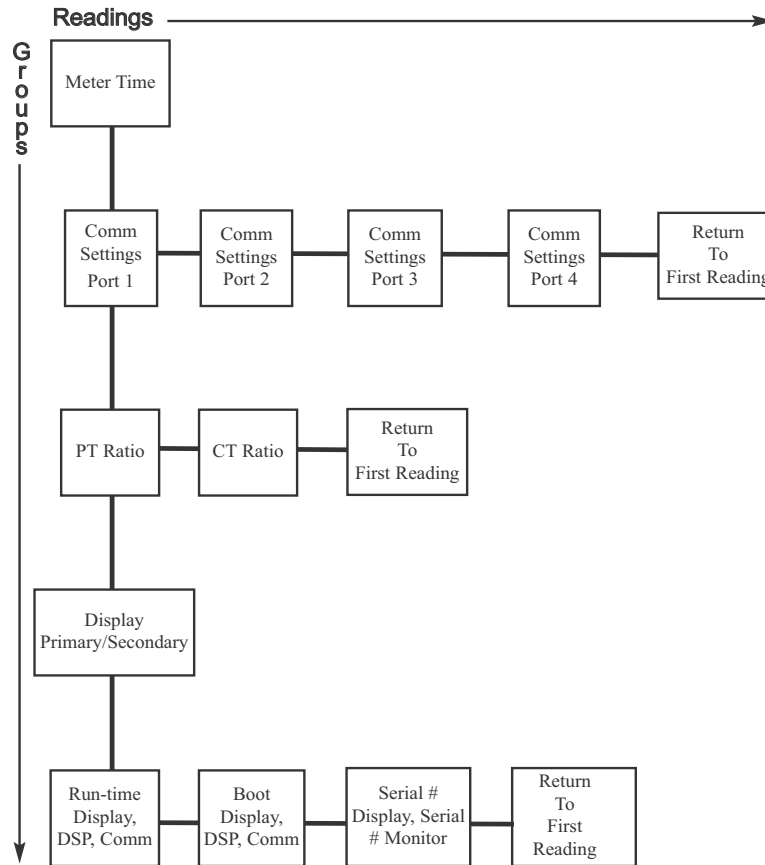 Readings
Groups
Meter Time
Comm
Settings
Port 1
Comm
Settings
Port 2
Comm
Settings
Port 3
Comm
Settings
Port 4
Return
To
First Reading
PT Ratio
CT Ratio
Return
To
First Reading
Display
Primary/Secondary
Run-time
Display,
DSP, Comm
Boot
Display,
DSP, Comm
Serial #
Display, Serial
# Monitor
Return
To
First
Reading